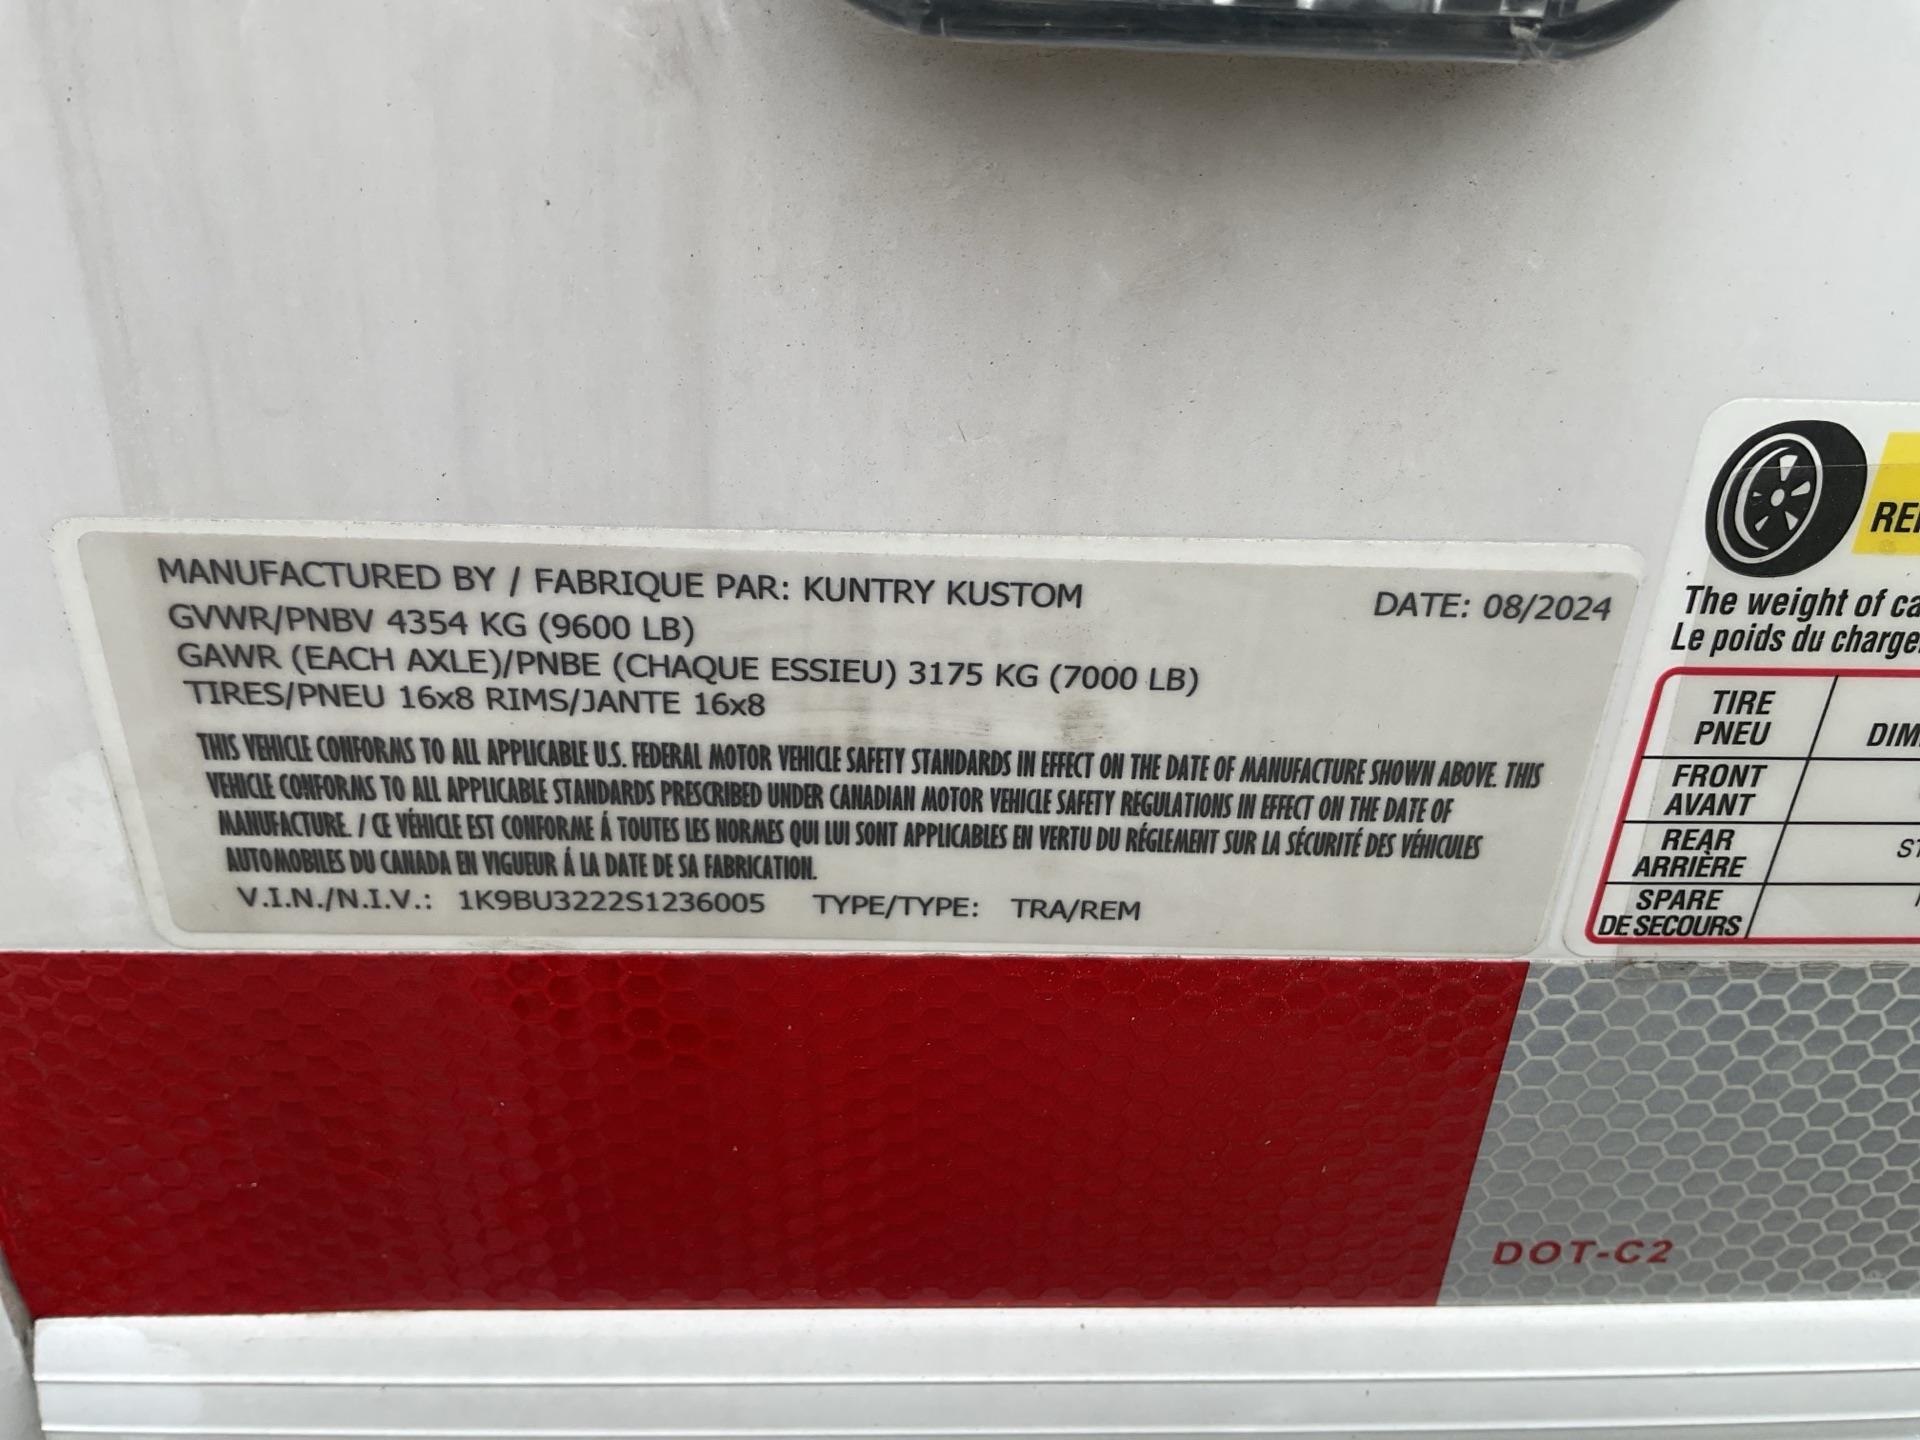 MANUFACTURED BY / FABRIQUE PAR: KUNTRY KUSTOM DATE: 08/2024
GVWR/PNBV 4354 KG (9600 LB)
GAWR (EACH AXLE)/PNBE (CHAQUE ESSIEU) 3175 KG (7000 LB)
TIRES/PNEU 16x8 RIMS/JANTE 16x8
THIS VEHICLE CONFORMS TO ALL APPLICABLE U.S. FEDERAL MOTOR VEHICLE SAFETY STANDARDS IN EFFECT ON THE DATE OF MANUFACTURE SHOWN ABOVE. THIS
VEHICLE CONFORMS TO ALL APPLICABLE STANDARDS PRESCRIBED UNDER CANADIAN MOTOR VEHICLE SAFETY REGULATIONS IN EFFECT ON THE DATE OF
MANUFACTURE. / CE VÉHICLE EST CONFORME Á TOUTES LES NORMES QUI LUI SONT APPLICABLES EN VERTU DU RÉGLEMENT SUR LA SÉCURITÉ DES VÉHICULES
AUTOMOBILES DU CANADA EN VIGUEUR Á LA DATE DE SA FABRICATION.
V.I.N./N.I.V.: 1K9BU3222S1236005 TYPE/TYPE: TRA/REM
The weight of
Le poids du
TIRE
PNEU
FRONT
AVANT
REAR
ARRIÈRE
SPARE
DE SECOURS
DOT-C2